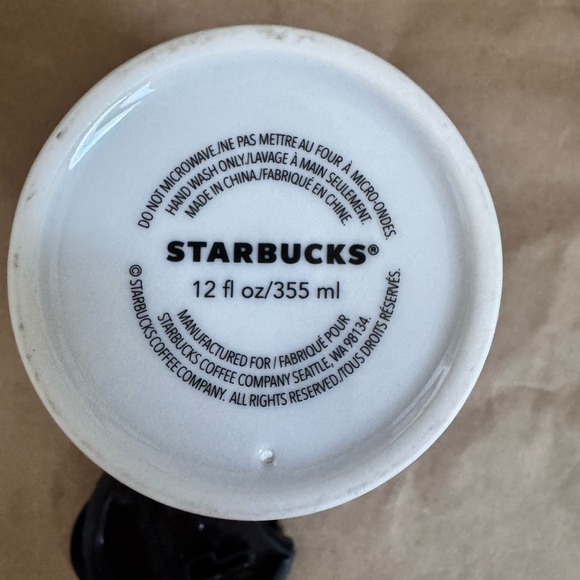 DO NOT MICROWAVE./NE PAS METTRE AU FOUR À MICRO-ONDES.
HAND WASH ONLY./LAVAGE À MAIN SEULEMENT.
MADE IN CHINA./FABRIQUÉ EN CHINE.
STARBUCKS®
12 fl oz/355 ml
MANUFACTURED FOR / FABRIQUÉ POUR
STARBUCKS COFFEE COMPANY SEATTLE, WA 98134.
© STARBUCKS COFFEE COMPANY. ALL RIGHTS RESERVED./TOUS DROITS RÉSERVÉS.